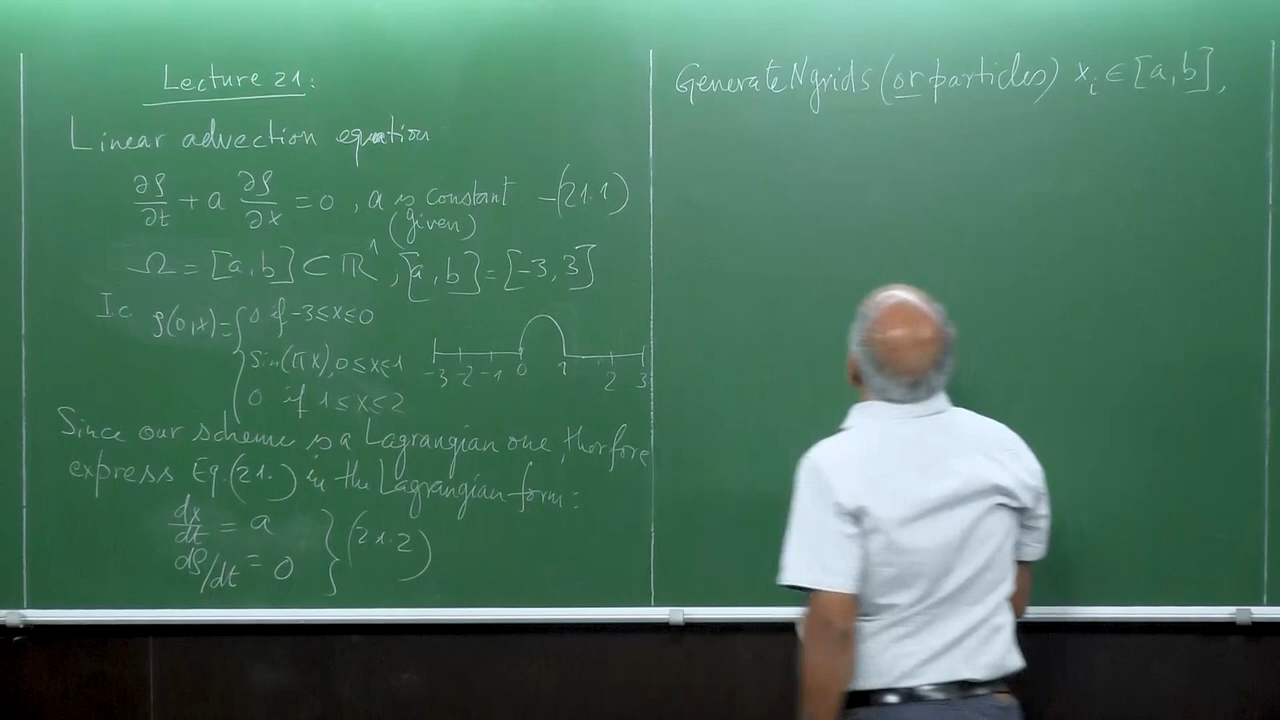 Lecture 21:
Linear advection equation
∂ρ/∂t + a ∂ρ/∂x = 0, a is constant -(21.1)
(given)
Ω = [a,b] ⊂ ℝ¹, [a,b] = [-3,3]
Ic ρ(0,x) = { 0 if -3≤x≤0
Sin(πx), 0≤x≤1
0 if 1≤x≤2
-3 -2 -1 0 1 2 3
Since our scheme is a Lagrangian one, therfore
express Eq.(21.) in the Lagrangian form:
dx/dt = a
dρ/dt = 0 } (21.2)
Generate N grids (or particles) xᵢ ∈ [a,b],